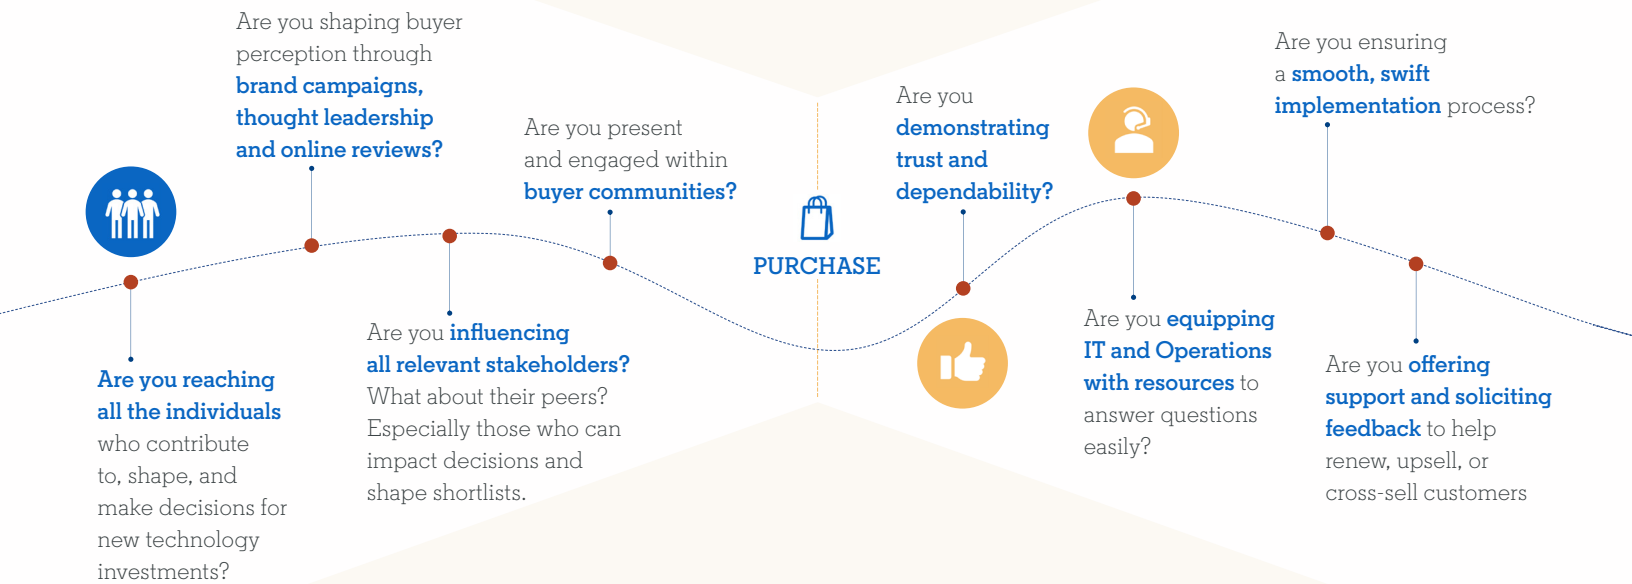 Are you reaching
all the individuals
who contribute
to, shape, and
make decisions for
new technology
investments?
Are you shaping buyer
perception through
brand campaigns,
thought leadership
and online reviews?
Are you influencing
all relevant stakeholders?
What about their peers?
Especially those who can
impact decisions and
shape shortlists.
Are you present
and engaged within
buyer communities?
PURCHASE
Are you
demonstrating
trust and
dependability?
Are you equipping
IT and Operations
with resources to
answer questions
easily?
Are you ensuring
a smooth, swift
implementation process?
Are you offering
support and soliciting
feedback to help
renew, upsell, or
cross-sell customers